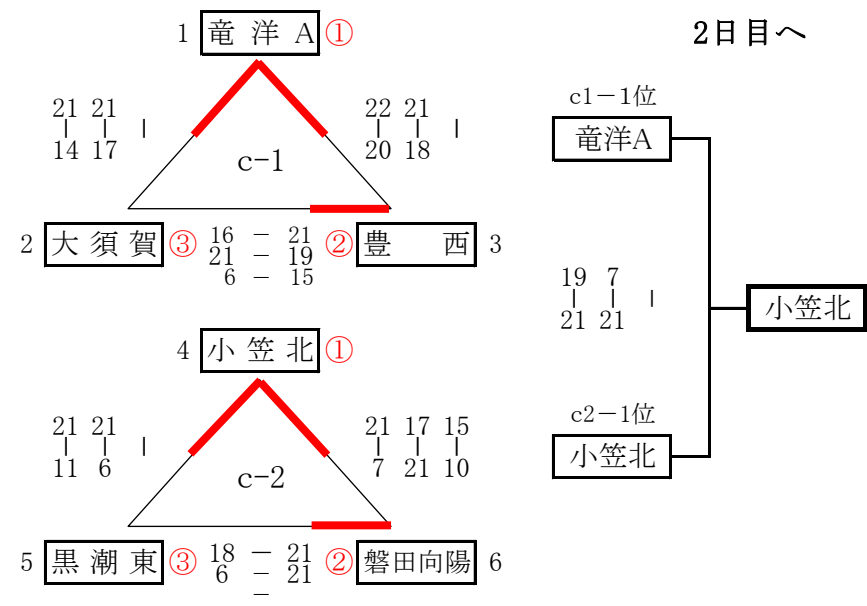 1 竜 洋 A ①
2日目へ
c1－1位
竜洋A
21 21
14 17
22 21
20 18
c-1
2 大 須 賀 ③
16 － 21
21 － 19
6 － 15
② 豊 西 3
19 7
21 21
小笠北
4 小 笠 北 ①
c2－1位
小笠北
21 21
11 6
21 17 15
7 21 10
c-2
5 黒 潮 東 ③
18 － 21
6 － 21
－
② 磐田向陽 6